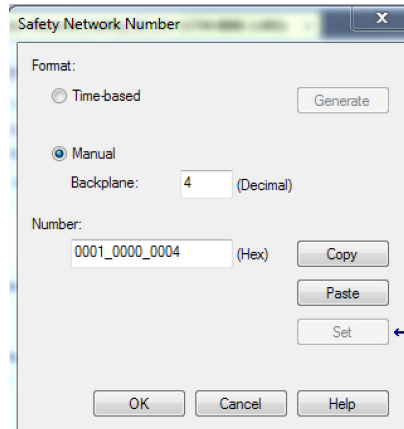 Safety Network Number
Format:
Time-based
Generate
Manual
Backplane: 4 (Decimal)
Number:
0001_0000_0004 (Hex) Copy
Paste
Set
OK Cancel Help